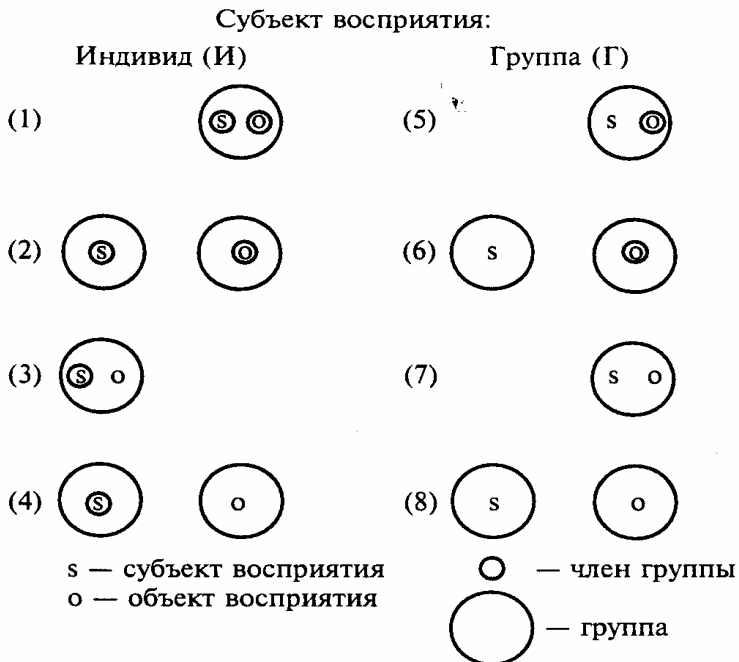 Субъект восприятия:
Индивид (И) Группа (Г)
(1) s o (5) s o
(2) s o (6) s o
(3) s o (7) s o
(4) s o (8) s o
s — субъект восприятия — член группы
o — объект восприятия
— группа